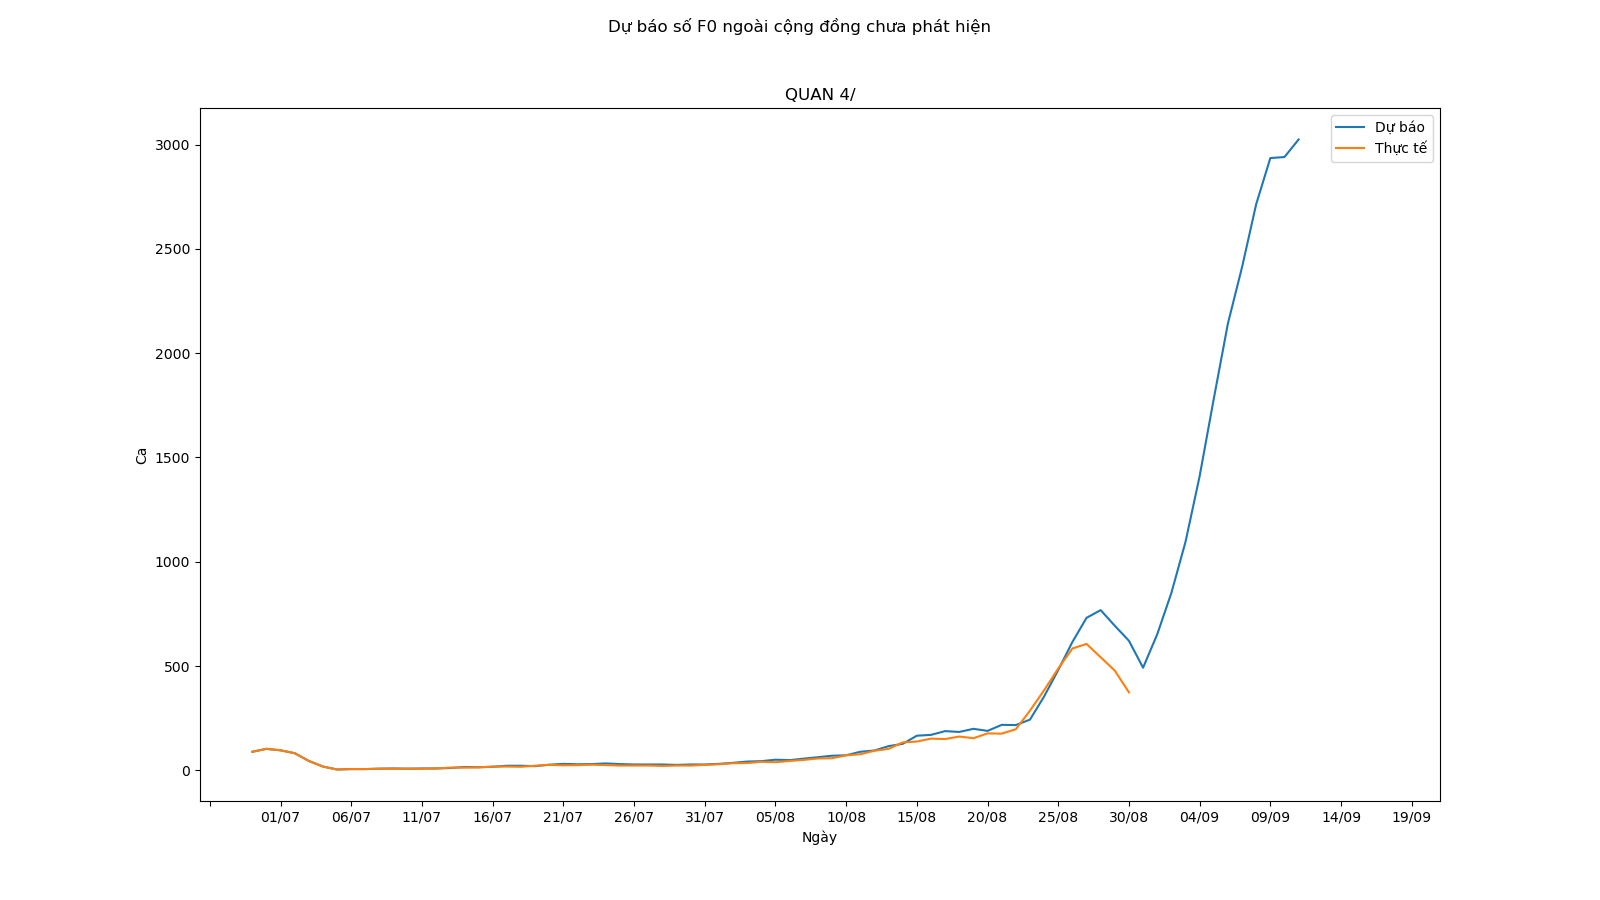 Dự báo số F0 ngoài cộng đồng chưa phát hiện
QUAN 4/
Dự báo
Thực tế
3000
2500
2000
1500
1000
500
0
Ca
01/07 06/07 11/07 16/07 21/07 26/07 31/07 05/08 10/08 15/08 20/08 25/08 30/08 04/09 09/09 14/09 19/09
Ngày